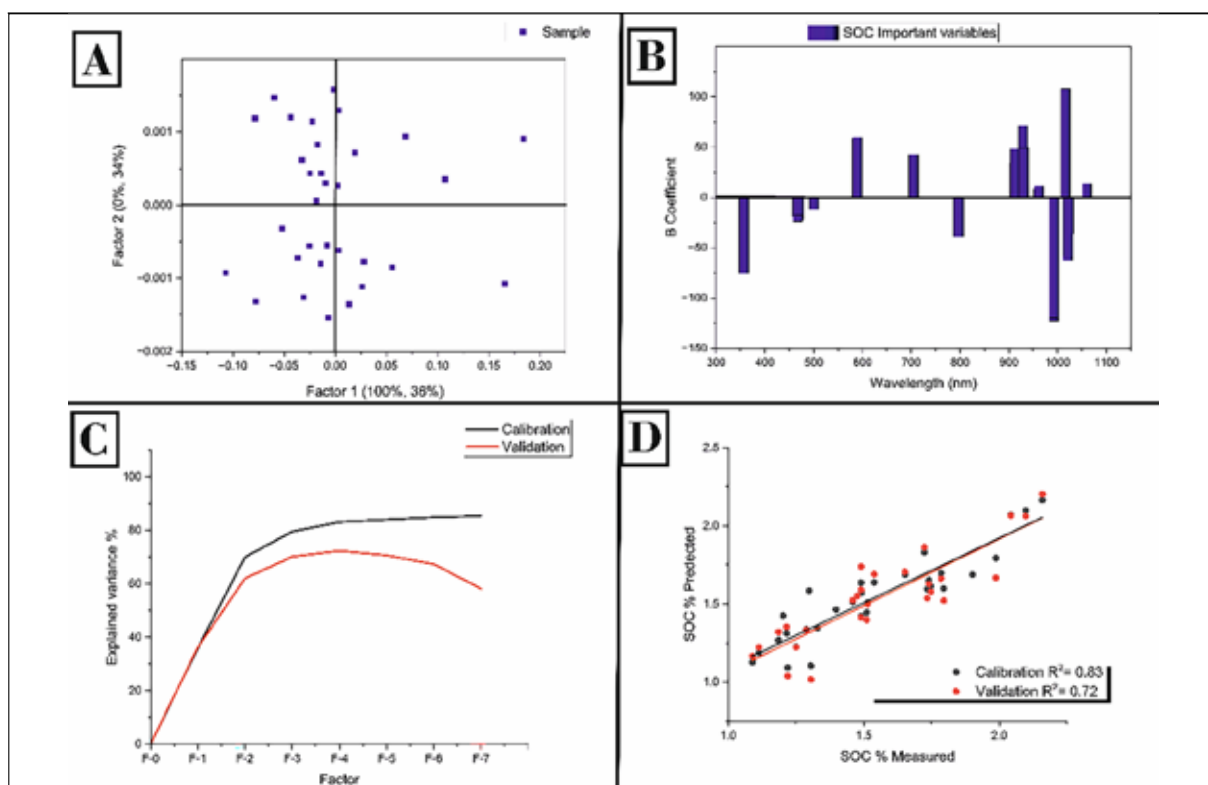 A
Sample
Factor 2 (0%, 34%)
0.001
0.000
−0.001
−0.002
−0.15 −0.10 −0.05 0.00 0.05 0.10 0.15 0.20
Factor 1 (100%, 36%)
B
SOC Important variables
B Coefficient
100
50
0
−50
−100
−150
300 400 500 600 700 800 900 1000 1100
Wavelength (nm)
C
Calibration
Validation
Explained variance %
100
80
60
40
20
0
F-0 F-1 F-2 F-3 F-4 F-5 F-6 F-7
Factor
D
SOC % Predected
2.5
2.0
1.5
1.0
Calibration R²= 0.83
Validation R²= 0.72
1.0 1.5 2.0
SOC % Measured